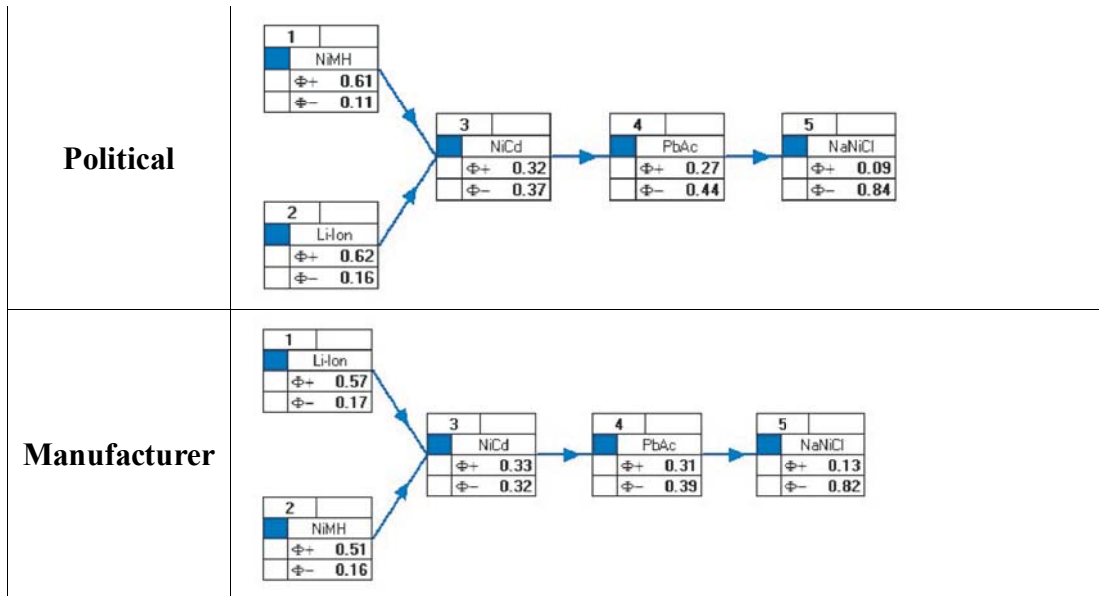 Political
1
NiMH
Φ+ 0.61
Φ− 0.11
2
Li-Ion
Φ+ 0.62
Φ− 0.16
3
NiCd
Φ+ 0.32
Φ− 0.37
4
PbAc
Φ+ 0.27
Φ− 0.44
5
NaNiCl
Φ+ 0.09
Φ− 0.84
Manufacturer
1
Li-Ion
Φ+ 0.57
Φ− 0.17
2
NiMH
Φ+ 0.51
Φ− 0.16
3
NiCd
Φ+ 0.33
Φ− 0.32
4
PbAc
Φ+ 0.31
Φ− 0.39
5
NaNiCl
Φ+ 0.13
Φ− 0.82